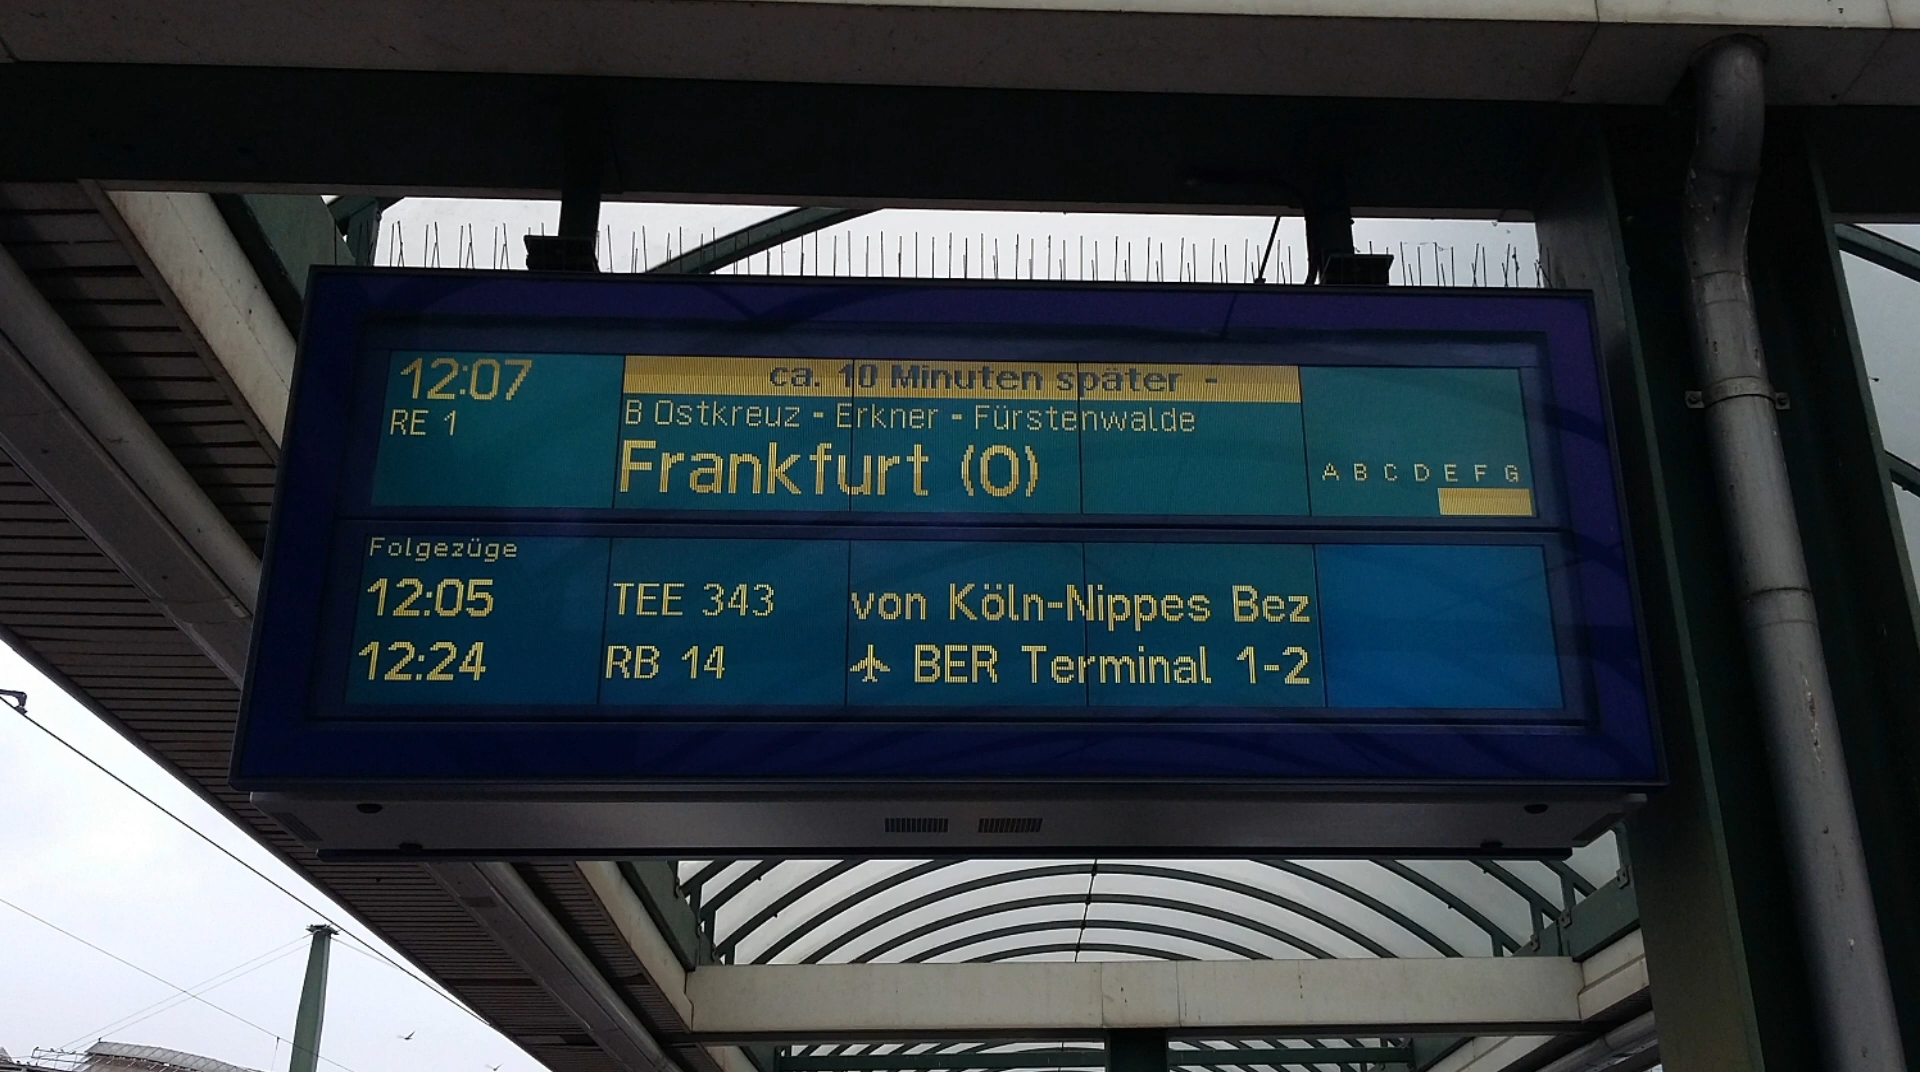 12:07 ca. 10 Minuten später -
RE 1 B Ostkreuz - Erkner - Fürstenwalde
Frankfurt (O) A B C D E F G
Folgezüge
12:05 TEE 343 von Köln-Nippes Bez
12:24 RB 14 ✈ BER Terminal 1-2